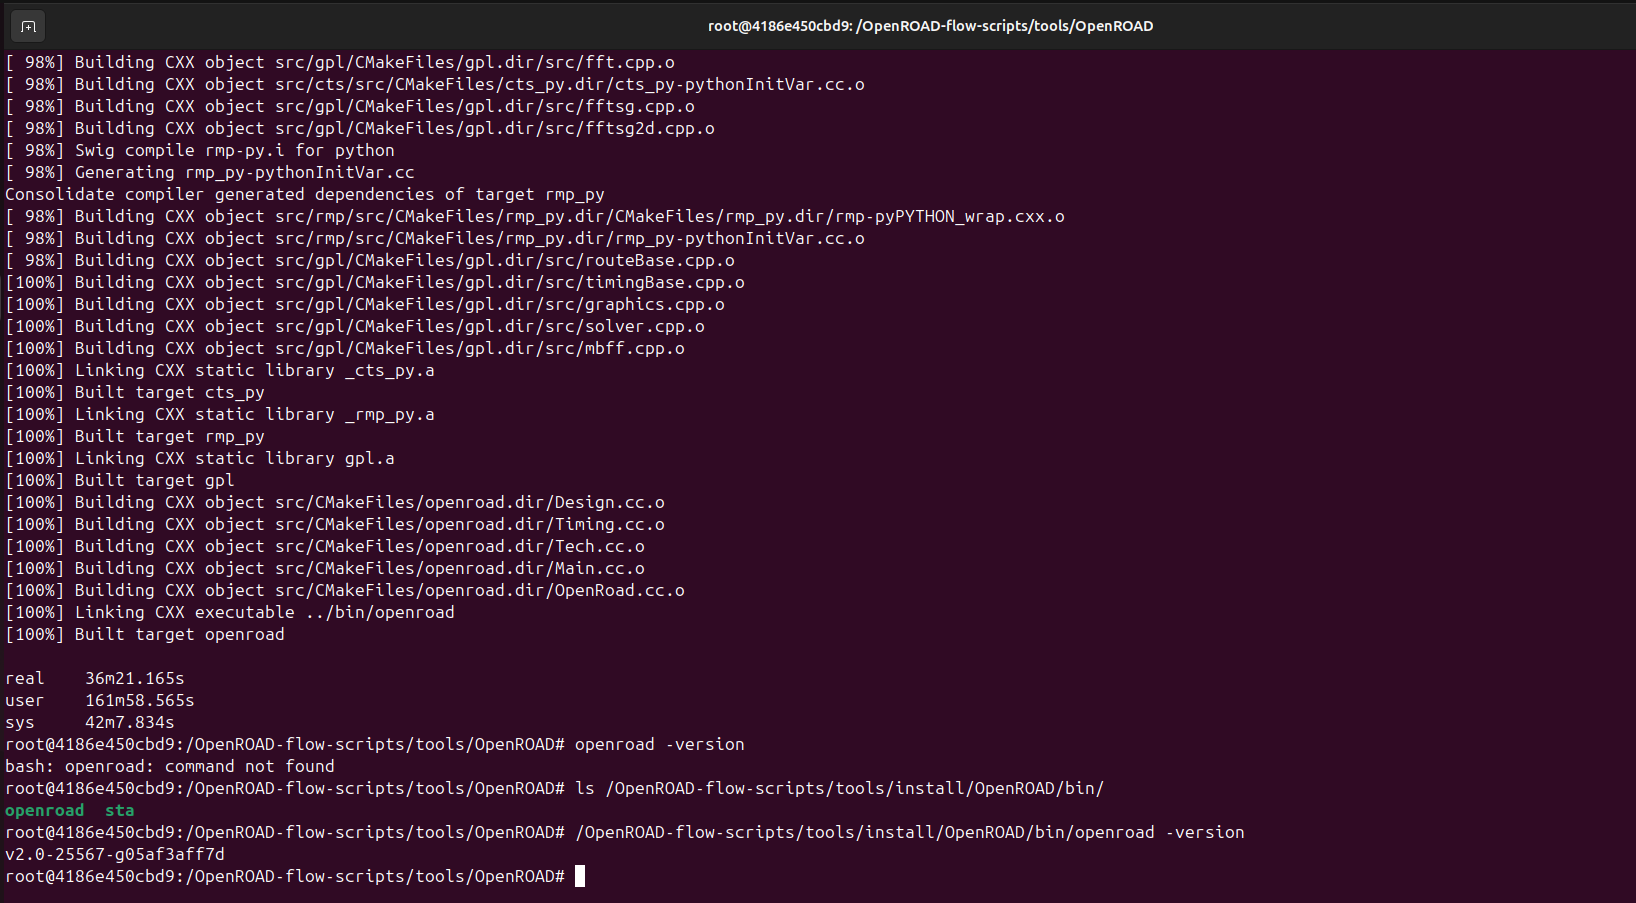 root@4186e450cbd9: /OpenROAD-flow-scripts/tools/OpenROAD
[ 98%] Building CXX object src/gpl/CMakeFiles/gpl.dir/src/fft.cpp.o
[ 98%] Building CXX object src/cts/src/CMakeFiles/cts_py.dir/cts_py-pythonInitVar.cc.o
[ 98%] Building CXX object src/gpl/CMakeFiles/gpl.dir/src/fftsg.cpp.o
[ 98%] Building CXX object src/gpl/CMakeFiles/gpl.dir/src/fftsg2d.cpp.o
[ 98%] Swig compile rmp-py.i for python
[ 98%] Generating rmp_py-pythonInitVar.cc
Consolidate compiler generated dependencies of target rmp_py
[ 98%] Building CXX object src/rmp/src/CMakeFiles/rmp_py.dir/CMakeFiles/rmp_py.dir/rmp-pyPYTHON_wrap.cxx.o
[ 98%] Building CXX object src/rmp/src/CMakeFiles/rmp_py.dir/rmp_py-pythonInitVar.cc.o
[ 98%] Building CXX object src/gpl/CMakeFiles/gpl.dir/src/routeBase.cpp.o
[100%] Building CXX object src/gpl/CMakeFiles/gpl.dir/src/timingBase.cpp.o
[100%] Building CXX object src/gpl/CMakeFiles/gpl.dir/src/graphics.cpp.o
[100%] Building CXX object src/gpl/CMakeFiles/gpl.dir/src/solver.cpp.o
[100%] Building CXX object src/gpl/CMakeFiles/gpl.dir/src/mbff.cpp.o
[100%] Linking CXX static library _cts_py.a
[100%] Built target cts_py
[100%] Linking CXX static library _rmp_py.a
[100%] Built target rmp_py
[100%] Linking CXX static library gpl.a
[100%] Built target gpl
[100%] Building CXX object src/CMakeFiles/openroad.dir/Design.cc.o
[100%] Building CXX object src/CMakeFiles/openroad.dir/Timing.cc.o
[100%] Building CXX object src/CMakeFiles/openroad.dir/Tech.cc.o
[100%] Building CXX object src/CMakeFiles/openroad.dir/Main.cc.o
[100%] Building CXX object src/CMakeFiles/openroad.dir/OpenRoad.cc.o
[100%] Linking CXX executable ../bin/openroad
[100%] Built target openroad
real    36m21.165s
user    161m58.565s
sys     42m7.834s
root@4186e450cbd9:/OpenROAD-flow-scripts/tools/OpenROAD# openroad -version
bash: openroad: command not found
root@4186e450cbd9:/OpenROAD-flow-scripts/tools/OpenROAD# ls /OpenROAD-flow-scripts/tools/install/OpenROAD/bin/
openroad  sta
root@4186e450cbd9:/OpenROAD-flow-scripts/tools/OpenROAD# /OpenROAD-flow-scripts/tools/install/OpenROAD/bin/openroad -version
v2.0-25567-g05af3aff7d
root@4186e450cbd9:/OpenROAD-flow-scripts/tools/OpenROAD#